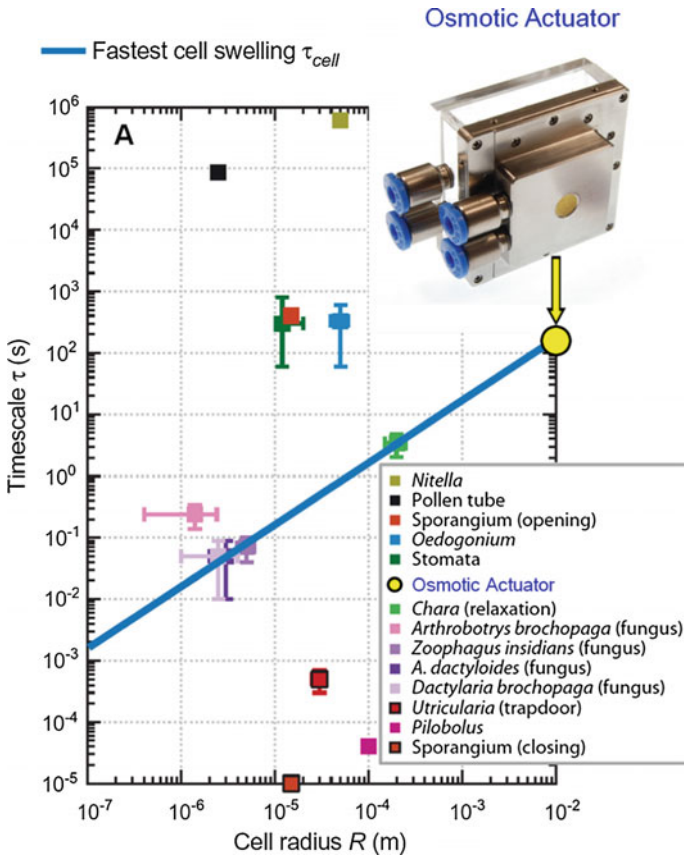 Osmotic Actuator
Fastest cell swelling τcell
A
10^6
10^5
10^4
10^3
10^2
10^1
10^0
10^-1
10^-2
10^-3
10^-4
10^-5
Timescale τ (s)
Nitella
Pollen tube
Sporangium (opening)
Oedogonium
Stomata
Osmotic Actuator
Chara (relaxation)
Arthrobotrys brochopaga (fungus)
Zoophagus insidians (fungus)
A. dactyloides (fungus)
Dactylaria brochopaga (fungus)
Utricularia (trapdoor)
Pilobolus
Sporangium (closing)
10^-7 10^-6 10^-5 10^-4 10^-3 10^-2
Cell radius R (m)